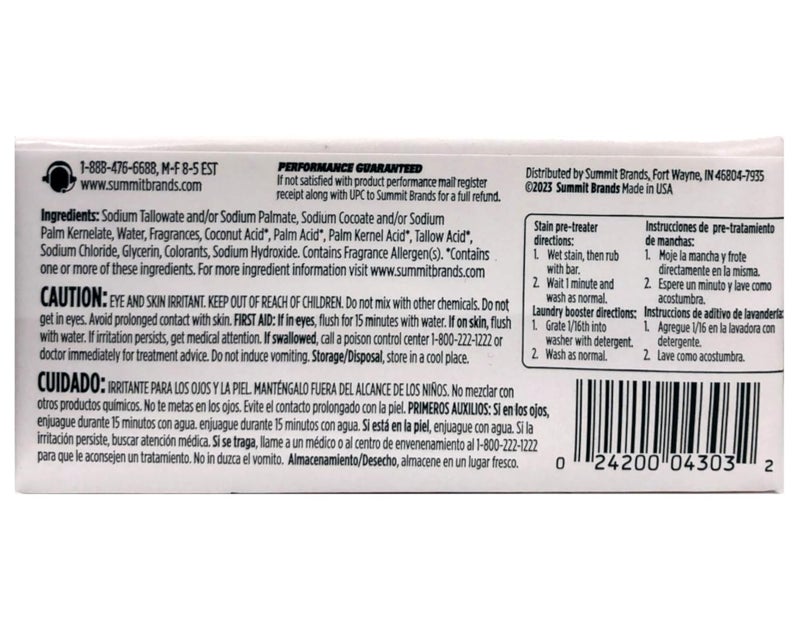 1-888-476-6688, M-F 8-5 EST
www.summitbrands.com
PERFORMANCE GUARANTEED
If not satisfied with product performance mail register
receipt along with UPC to Summit Brands for a full refund.
Distributed by Summit Brands, Fort Wayne, IN 46804-7935
©2023 Summit Brands Made in USA
Ingredients: Sodium Tallowate and/or Sodium Palmate, Sodium Cocoate and/or Sodium
Palm Kernelate, Water, Fragrances, Coconut Acid*, Palm Acid*, Palm Kernel Acid*, Tallow Acid*,
Sodium Chloride, Glycerin, Colorants, Sodium Hydroxide. Contains Fragrance Allergen(s). *Contains
one or more of these ingredients. For more ingredient information visit www.summitbrands.com
CAUTION: EYE AND SKIN IRRITANT. KEEP OUT OF REACH OF CHILDREN. Do not mix with other chemicals. Do not
get in eyes. Avoid prolonged contact with skin. FIRST AID: If in eyes, flush for 15 minutes with water. If on skin, flush
with water. If irritation persists, get medical attention. If swallowed, call a poison control center 1-800-222-1222 or
doctor immediately for treatment advice. Do not induce vomiting. Storage/Disposal, store in a cool place.
CUIDADO: IRRITANTE PARA LOS OJOS Y LA PIEL. MANTÉNGALO FUERA DEL ALCANCE DE LOS NIÑOS. No mezclar con
otros productos químicos. No te metas en los ojos. Evite el contacto prolongado con la piel. PRIMEROS AUXILIOS: Si en los ojos,
enjuague durante 15 minutos con agua. enjuague durante 15 minutos con agua. Si está en la piel, enjuague con agua. Si la
irritación persiste, buscar atención médica. Si se traga, llame a un médico o al centro de envenenamiento al 1-800-222-1222
para que le aconsejen un tratamiento. No in duzca el vomito. Almacenamiento/Desecho, almacene en un lugar fresco.
Stain pre-treater
directions:
1. Wet stain, then rub
with bar.
2. Wait 1 minute and
wash as normal.
Laundry booster directions:
1. Grate 1/16th into
washer with detergent.
2. Wash as normal.
Instrucciones de pre-tratamiento
de manchas:
1. Moje la mancha y frote
directamente en la misma.
2. Espere un minuto y lave como
acostumbra.
Instruccins de aditivo de lavandería:
1. Agregue 1/16 en la lavadora con
detergente.
2. Lave como acostumbra.
0 24200 04303 2